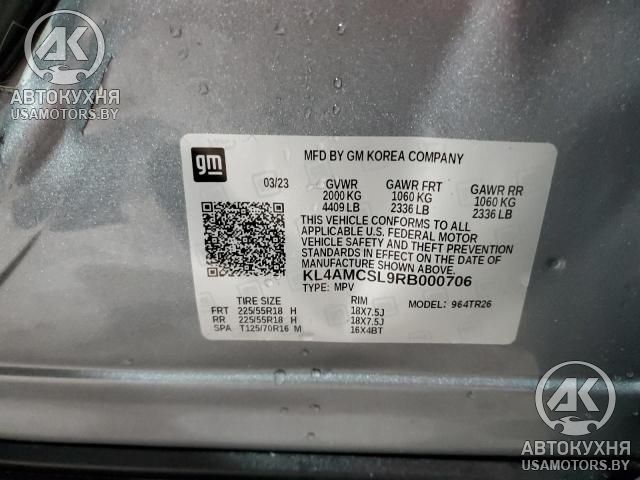 AK
АВТОКУХНЯ
USAMOTORS.BY
gm
MFD BY GM KOREA COMPANY
03/23 GVWR GAWR FRT GAWR RR
2000 KG 1060 KG 1060 KG
4409 LB 2336 LB 2336 LB
THIS VEHICLE CONFORMS TO ALL
APPLICABLE U.S. FEDERAL MOTOR
VEHICLE SAFETY AND THEFT PREVENTION
STANDARDS IN EFFECT ON THE DATE OF
MANUFACTURE SHOWN ABOVE.
KL4AMCSL9RB000706
TYPE: MPV MODEL: 964TR26
TIRE SIZE RIM
FRT 225/55R18 H 18X7.5J
RR 225/55R18 H 18X7.5J
SPA T125/70R16 M 16X4BT
AK
АВТОКУХНЯ
USAMOTORS.BY